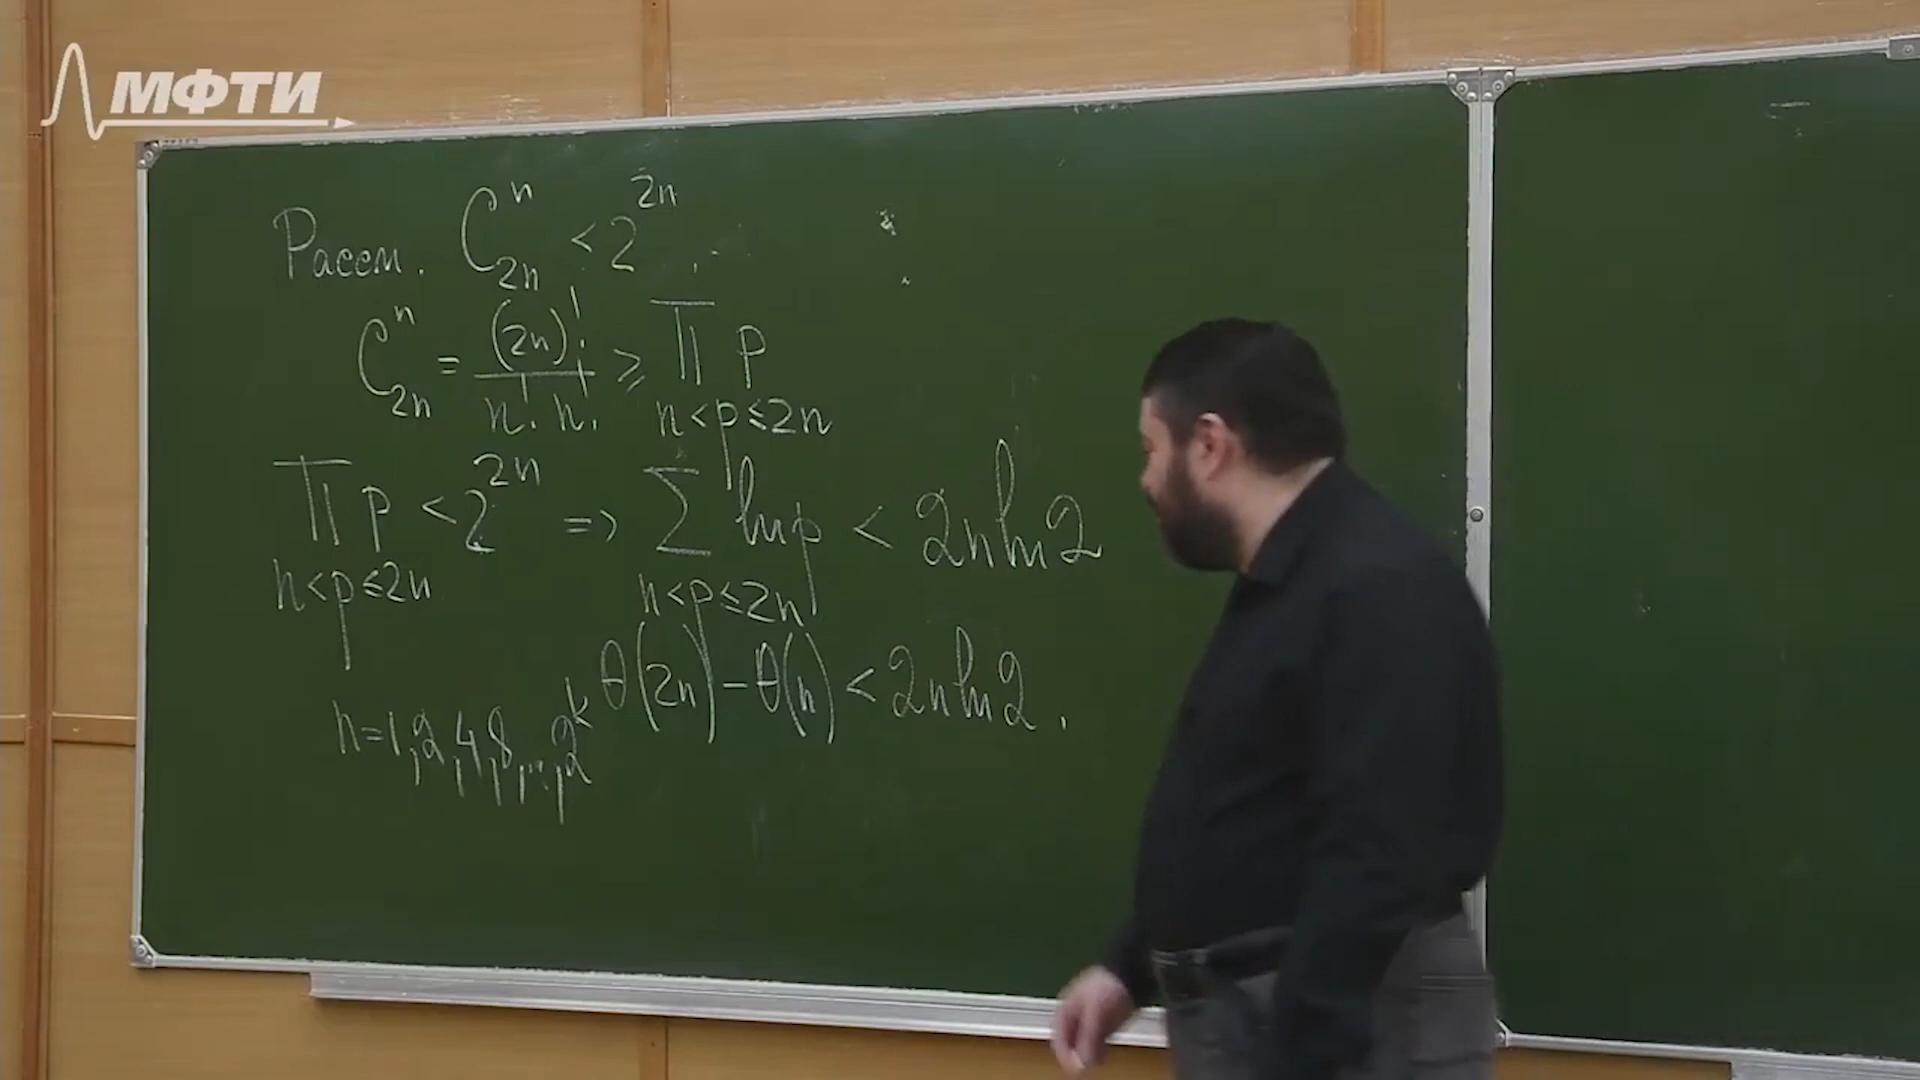 МФТИ
Рассм. C_{2n}^{n} < 2^{2n}.
C_{2n}^{n} = (2n)! / n! n! ≥ ∏_{n<p≤2n} p
∏_{n<p≤2n} p < 2^{2n} => ∑_{n<p≤2n} ln p < 2n ln 2
θ(2n) − θ(n) < 2n ln 2.
n=1,2,4,8,...,2^k